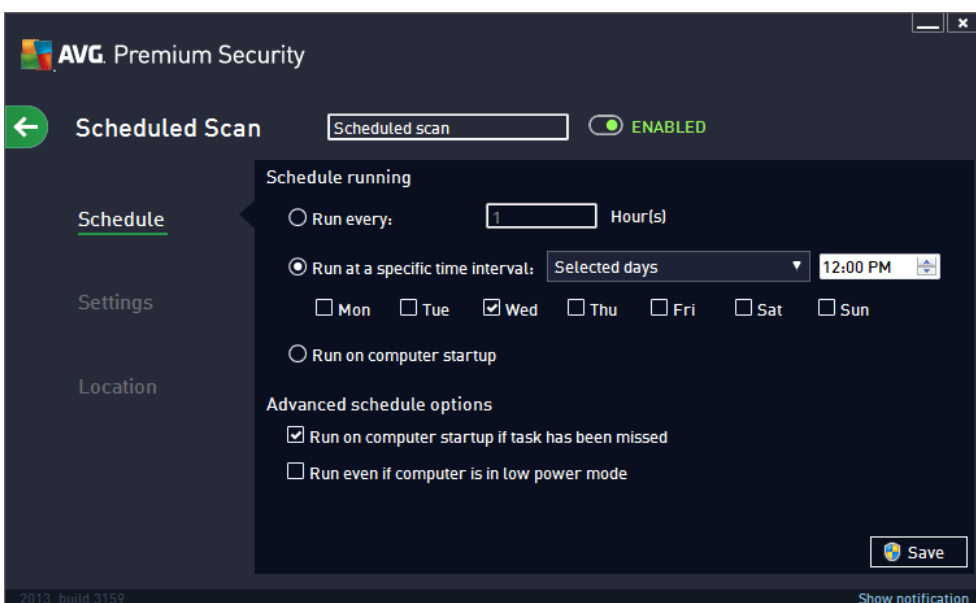 AVG. Premium Security
Scheduled Scan
Scheduled scan
ENABLED
Schedule
Settings
Location
Schedule running
Run every:
1
Hour(s)
Run at a specific time interval:
Selected days
12:00 PM
Mon
Tue
Wed
Thu
Fri
Sat
Sun
Run on computer startup
Advanced schedule options
Run on computer startup if task has been missed
Run even if computer is in low power mode
Save
2013 build 3159
Show notification